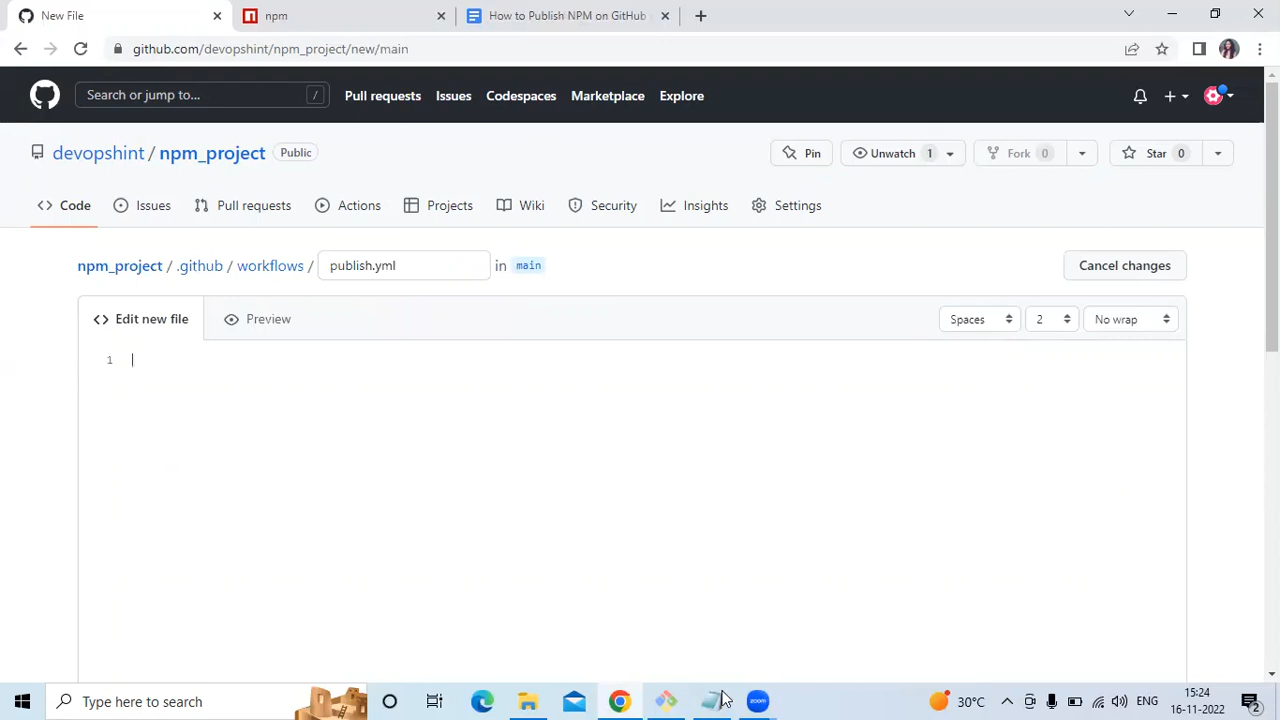 New File
npm
How to Publish NPM on GitHub
github.com/devopshint/npm_project/new/main
Search or jump to... /
Pull requests
Issues
Codespaces
Marketplace
Explore
devopshint / npm_project
Public
Pin
Unwatch 1
Fork 0
Star 0
Code
Issues
Pull requests
Actions
Projects
Wiki
Security
Insights
Settings
npm_project / .github / workflows / publish.yml in main
Cancel changes
Edit new file
Preview
Spaces
2
No wrap
1
Type here to search
zoom
30°C
ENG
15:24
16-11-2022
2